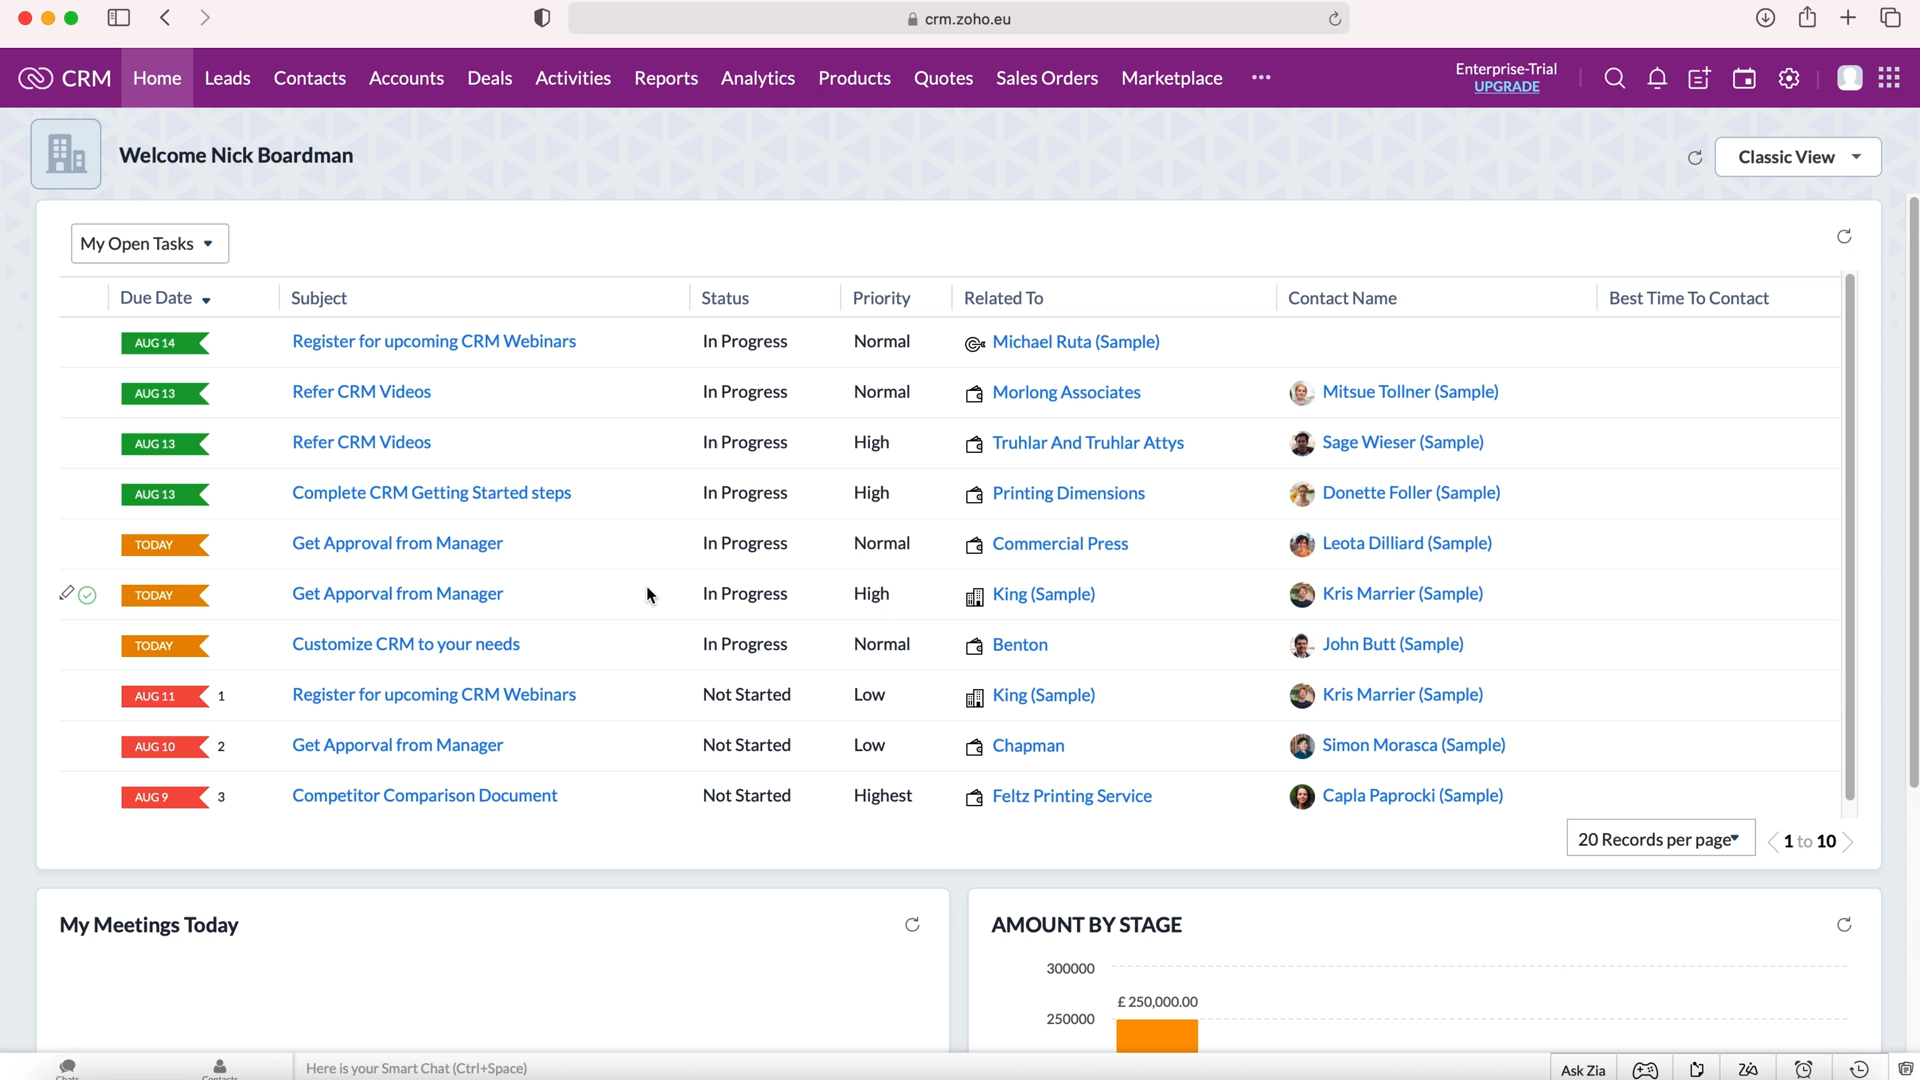 crm.zoho.eu
CRM Home Leads Contacts Accounts Deals Activities Reports Analytics Products Quotes Sales Orders Marketplace ••• Enterprise-Trial
UPGRADE
Welcome Nick Boardman
Classic View
My Open Tasks
Due Date Subject Status Priority Related To Contact Name Best Time To Contact
AUG 14 Register for upcoming CRM Webinars In Progress Normal Michael Ruta (Sample)
AUG 13 Refer CRM Videos In Progress Normal Morlong Associates Mitsue Tollner (Sample)
AUG 13 Refer CRM Videos In Progress High Truhlar And Truhlar Attys Sage Wieser (Sample)
AUG 13 Complete CRM Getting Started steps In Progress High Printing Dimensions Donette Foller (Sample)
TODAY Get Approval from Manager In Progress Normal Commercial Press Leota Dilliard (Sample)
TODAY Get Apporval from Manager In Progress High King (Sample) Kris Marrier (Sample)
TODAY Customize CRM to your needs In Progress Normal Benton John Butt (Sample)
AUG 11 1 Register for upcoming CRM Webinars Not Started Low King (Sample) Kris Marrier (Sample)
AUG 10 2 Get Apporval from Manager Not Started Low Chapman Simon Morasca (Sample)
AUG 9 3 Competitor Comparison Document Not Started Highest Feltz Printing Service Capla Paprocki (Sample)
20 Records per page 1 to 10
My Meetings Today
AMOUNT BY STAGE
300000
£ 250,000.00
250000
Chats Contacts Here is your Smart Chat (Ctrl+Space) Ask Zia